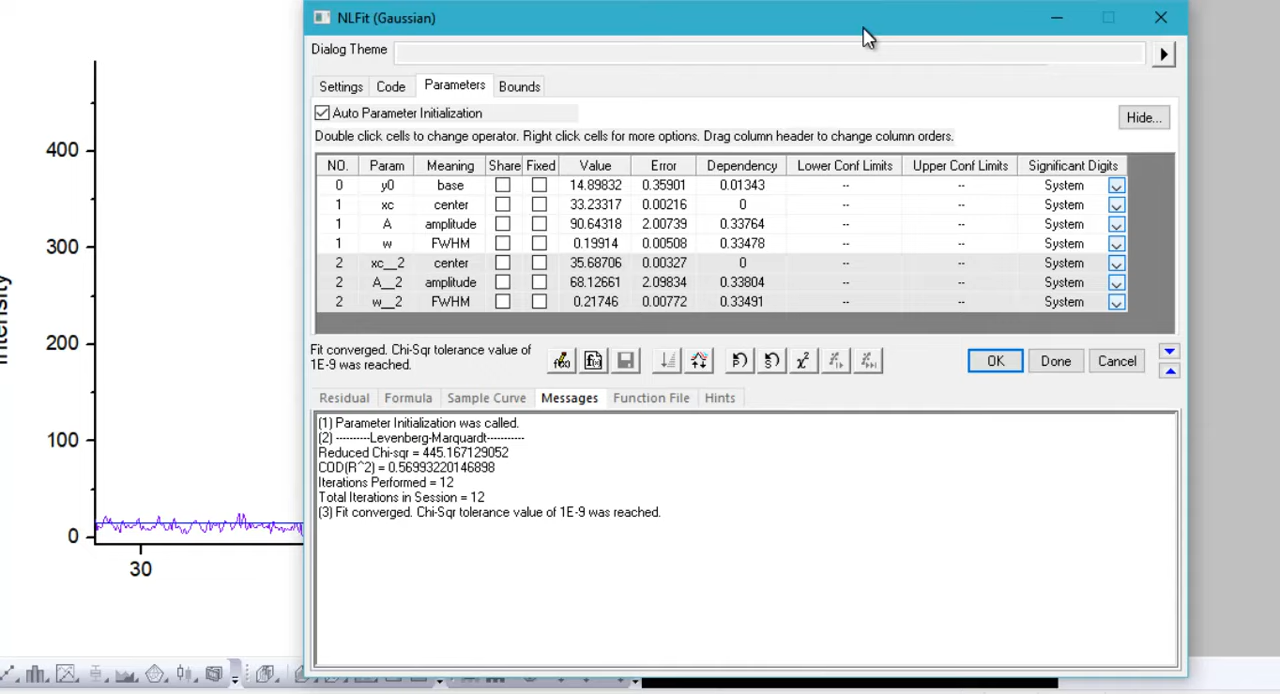 NLFit (Gaussian)
Dialog Theme
Settings Code Parameters Bounds
Auto Parameter Initialization
Hide...
Double click cells to change operator. Right click cells for more options. Drag column header to change column orders.
NO. Param Meaning Share Fixed Value Error Dependency Lower Conf Limits Upper Conf Limits Significant Digits
0 y0 base 14.89832 0.35901 0.01343 -- -- System
1 xc center 33.23317 0.00216 0 -- -- System
1 A amplitude 90.64318 2.00739 0.33764 -- -- System
1 w FWHM 0.19914 0.00508 0.33478 -- -- System
2 xc__2 center 35.68706 0.00327 0 -- -- System
2 A__2 amplitude 68.12661 2.09834 0.33804 -- -- System
2 w__2 FWHM 0.21746 0.00772 0.33491 -- -- System
Fit converged. Chi-Sqr tolerance value of
1E-9 was reached.
OK Done Cancel
Residual Formula Sample Curve Messages Function File Hints
(1) Parameter Initialization was called.
(2) ---------Levenberg-Marquardt-----------
Reduced Chi-sqr = 445.167129052
COD(R^2) = 0.56993220146898
Iterations Performed = 12
Total Iterations in Session = 12
(3) Fit converged. Chi-Sqr tolerance value of 1E-9 was reached.
400
300
200
100
0
30